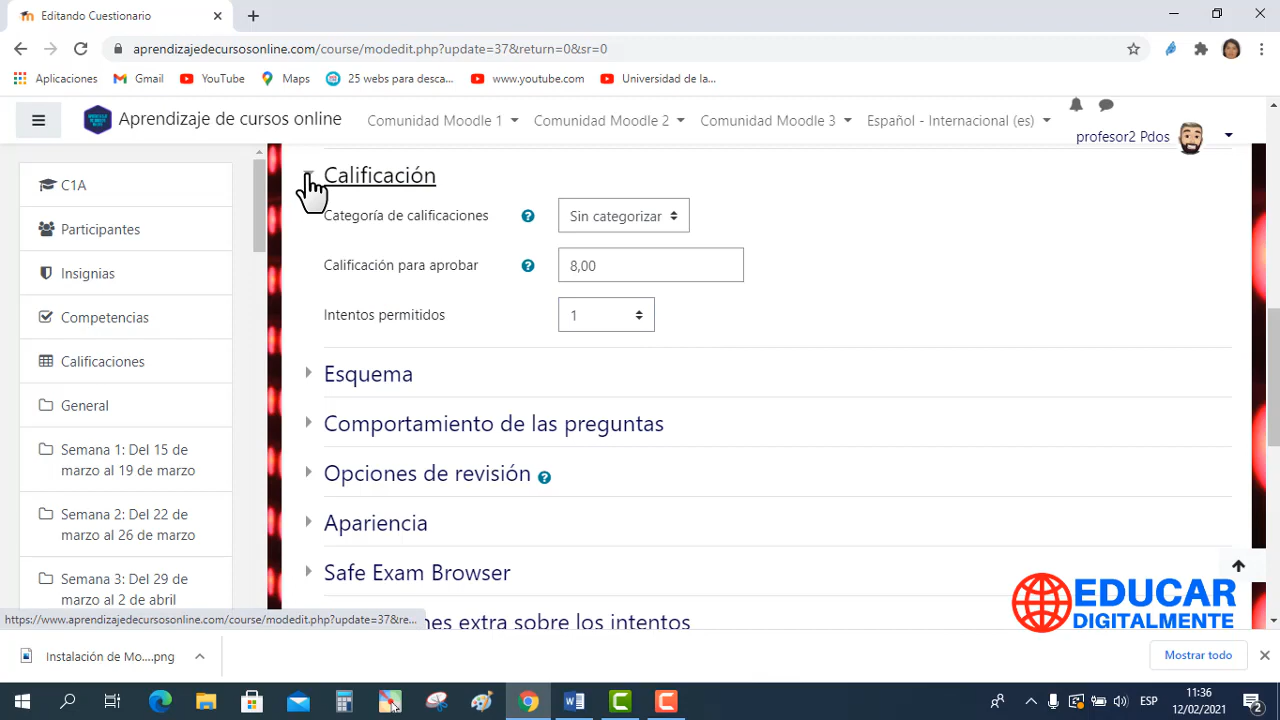 Editando Cuestionario
aprendizajedecursosonline.com/course/modedit.php?update=37&return=0&sr=0
Aplicaciones
Gmail
YouTube
Maps
25 webs para desca...
www.youtube.com
Universidad de la...
Aprendizaje de cursos online
Comunidad Moodle 1
Comunidad Moodle 2
Comunidad Moodle 3
Español - Internacional (es)
profesor2 Pdos
C1A
Participantes
Insignias
Competencias
Calificaciones
General
Semana 1: Del 15 de
marzo al 19 de marzo
Semana 2: Del 22 de
marzo al 26 de marzo
Semana 3: Del 29 de
marzo al 2 de abril
Calificación
Categoría de calificaciones
Sin categorizar
Calificación para aprobar
8,00
Intentos permitidos
1
Esquema
Comportamiento de las preguntas
Opciones de revisión
Apariencia
Safe Exam Browser
extra sobre los intentos
EDUCAR
DIGITALMENTE
https://www.aprendizajedecursosonline.com/course/modedit.php?update=37&re...
Instalación de Mo....png
Mostrar todo
ESP
11:36
12/02/2021
2